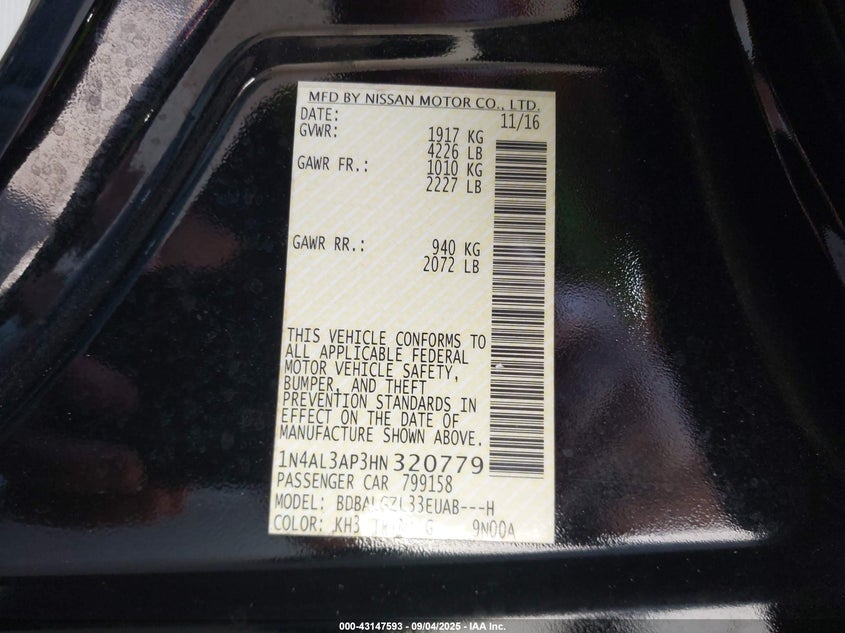 MFD BY NISSAN MOTOR CO., LTD.
DATE: 11/16
GVWR: 1917 KG
4226 LB
GAWR FR.: 1010 KG
2227 LB
GAWR RR.: 940 KG
2072 LB
THIS VEHICLE CONFORMS TO
ALL APPLICABLE FEDERAL
MOTOR VEHICLE SAFETY,
BUMPER, AND THEFT
PREVENTION STANDARDS IN
EFFECT ON THE DATE OF
MANUFACTURE SHOWN ABOVE.
1N4AL3AP3HN320779
PASSENGER CAR 799158
MODEL: BDBALGZL33EUAB---H
COLOR: KH3 G 9N00A
000-43147593 - 09/04/2025 - IAA Inc.